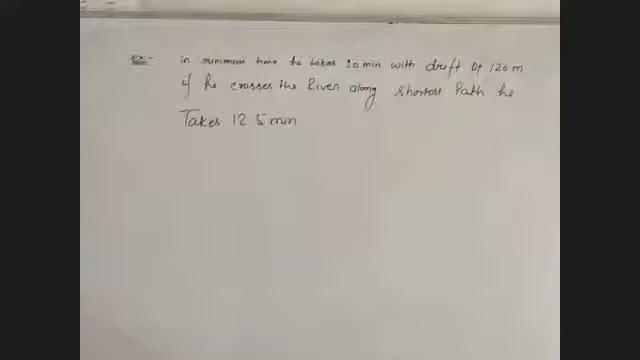 Ex:- in minimum time he takes 10 min with drift of 120 m
if he crosses the River along shortest Path he
Takes 12 5 min